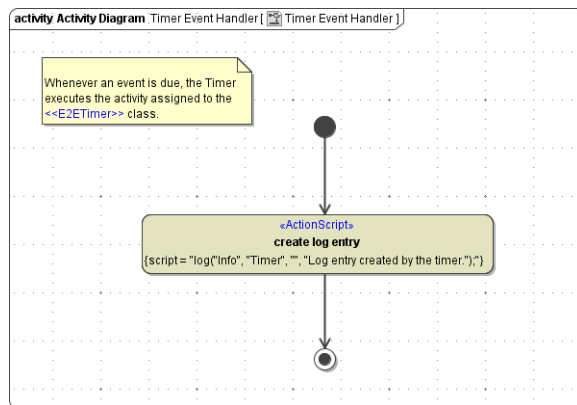 activity Activity Diagram Timer Event Handler [ Timer Event Handler ]
Whenever an event is due, the Timer
executes the activity assigned to the
<<E2ETimer>> class.
«ActionScript»
create log entry
{script = "log("Info", "Timer", "", "Log entry created by the timer.");"}